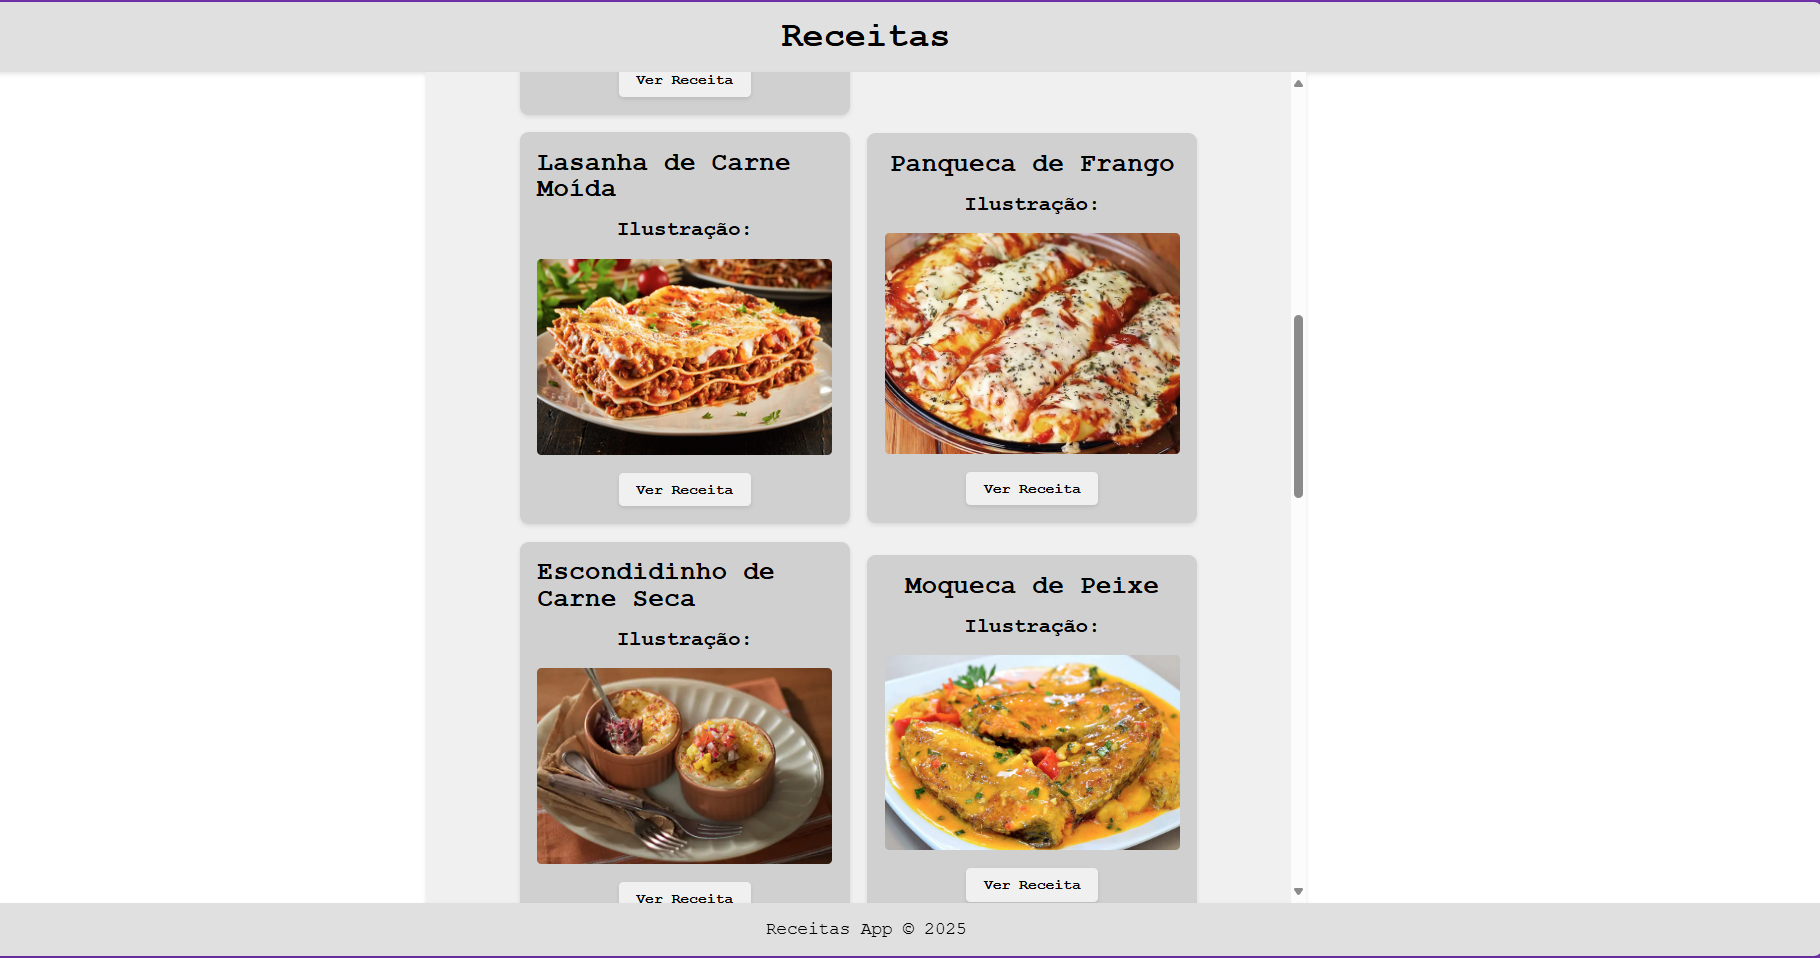 Receitas
Ver Receita
Lasanha de Carne
Moída
Ilustração:
Ver Receita
Panqueca de Frango
Ilustração:
Ver Receita
Escondidinho de
Carne Seca
Ilustração:
Ver Receita
Moqueca de Peixe
Ilustração:
Ver Receita
Receitas App © 2025